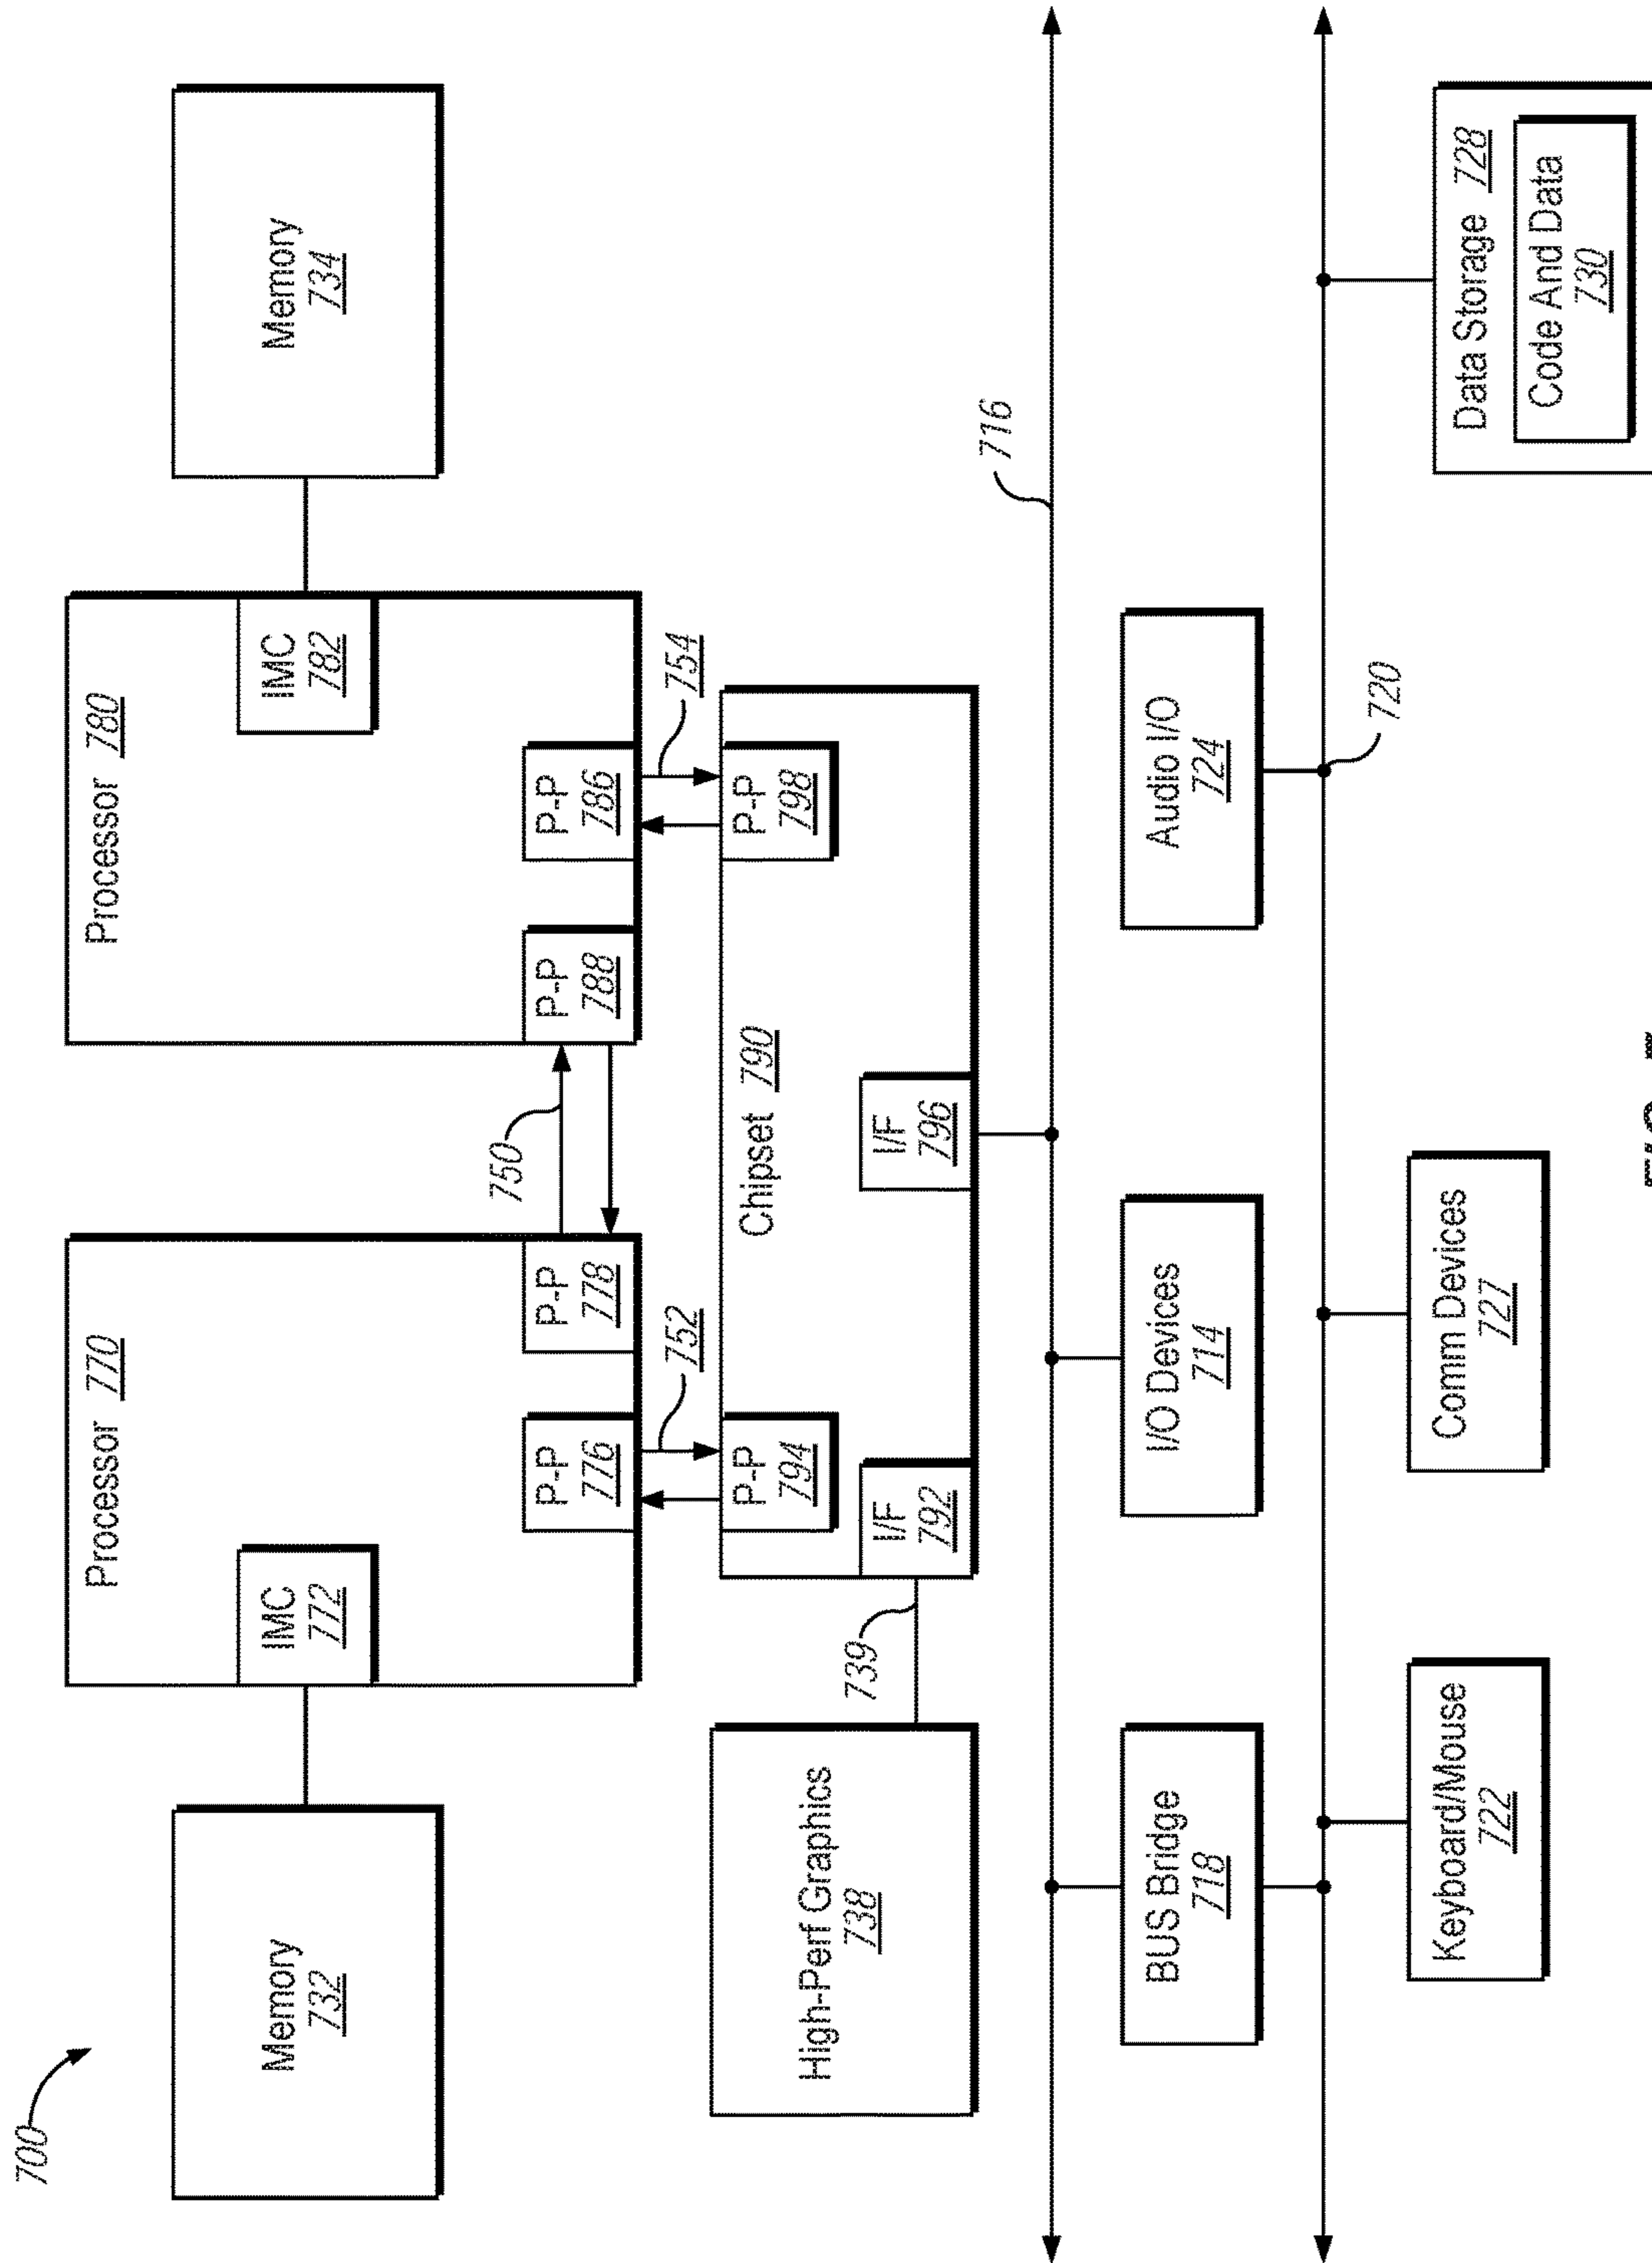 700
Memory
732
Processor 770
IMC
772
P-P
776
P-P
778
750
Processor 780
P-P
788
P-P
786
IMC
782
Memory
734
752
754
High-Perf Graphics
738
739
Chipset 790
P-P
794
P-P
798
I/F
792
I/F
796
716
BUS Bridge
718
I/O Devices
714
Audio I/O
724
720
Keyboard/Mouse
722
Comm Devices
727
Data Storage 728
Code And Data
730